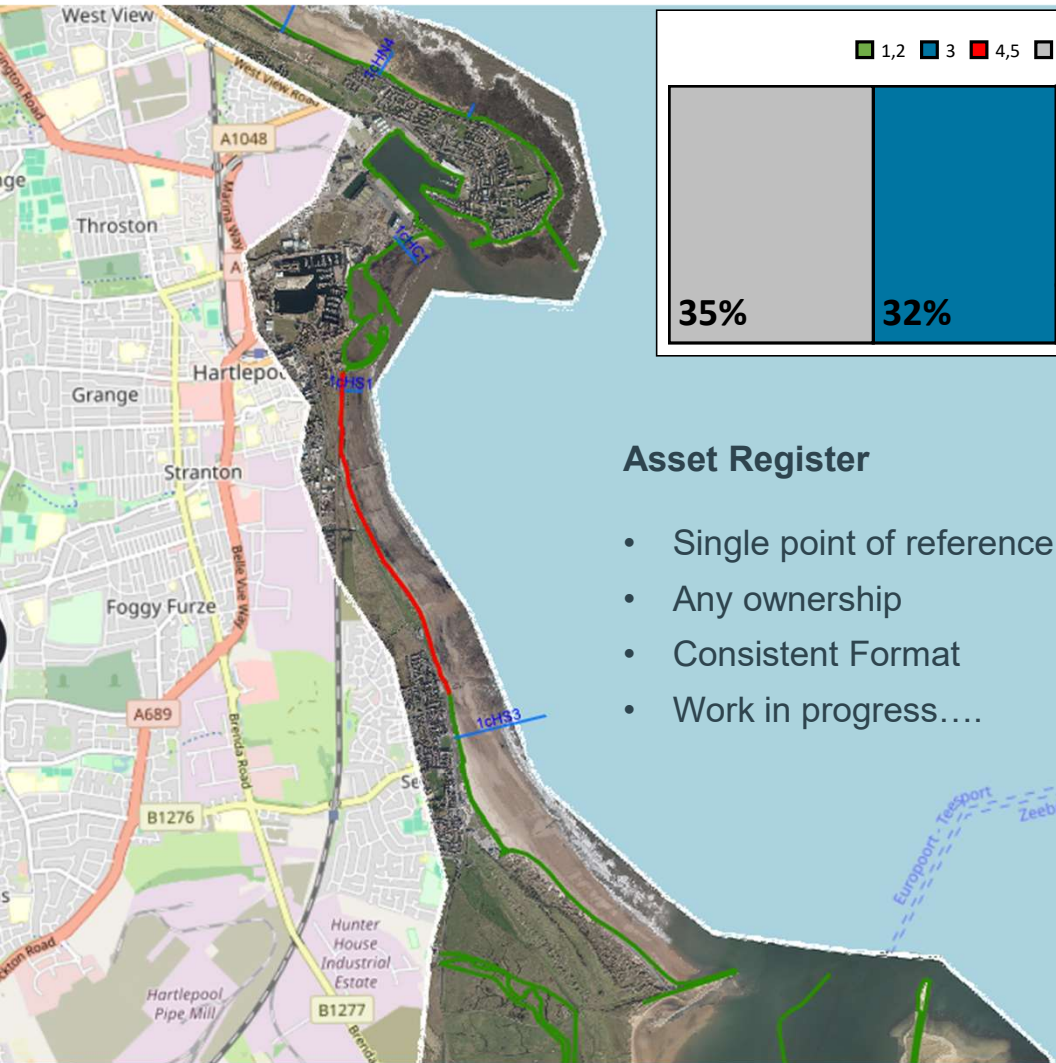 West View
West View Road
A1048
Marina Way
Throston
1cHN4
1cHC1
1,2 3 4,5
35% 32%
Grange
1cHS1
Stranton
Belle Vue Way
Foggy Furze
A689
Brenda Road
1cHS3
B1276
Hunter
House
Industrial
Estate
Hartlepool
Pipe Mill
B1277
Asset Register
• Single point of reference
• Any ownership
• Consistent Format
• Work in progress....
Europoort - Teesport